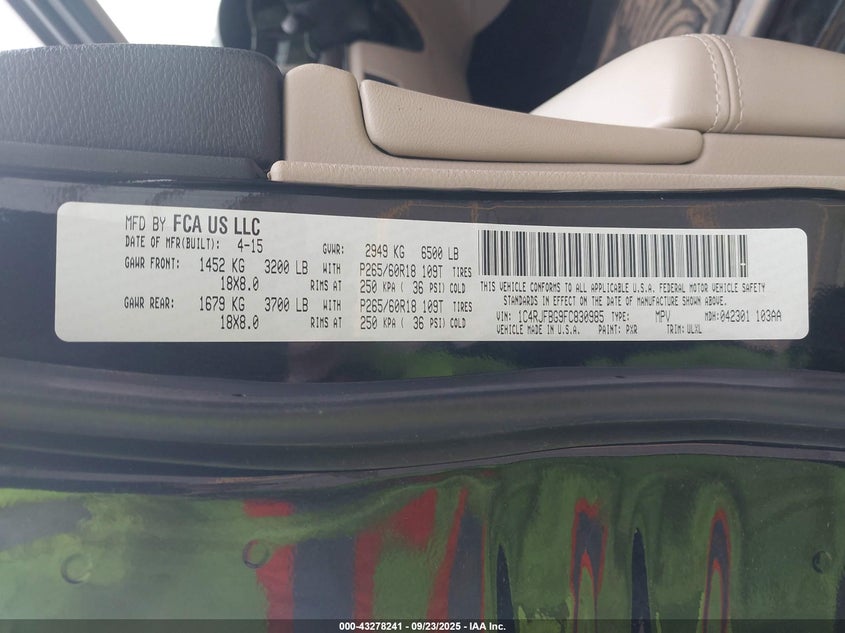 MFD BY FCA US LLC
DATE OF MFR(BUILT): 4-15 GVWR: 2949 KG 6500 LB
GAWR FRONT: 1452 KG 3200 LB WITH P265/60R18 109T TIRES
18X8.0 RIMS AT 250 KPA ( 36 PSI) COLD
GAWR REAR: 1679 KG 3700 LB WITH P265/60R18 109T TIRES
18X8.0 RIMS AT 250 KPA ( 36 PSI) COLD
THIS VEHICLE CONFORMS TO ALL APPLICABLE U.S.A. FEDERAL MOTOR VEHICLE SAFETY
STANDARDS IN EFFECT ON THE DATE OF MANUFACTURE SHOWN ABOVE.
VIN: 1C4RJFBG9FC830985 TYPE: MPV MDH: 042301 103AA
VEHICLE MADE IN U.S.A. PAINT: PXR TRIM: ULXL
000-43278241 - 09/23/2025 - IAA Inc.